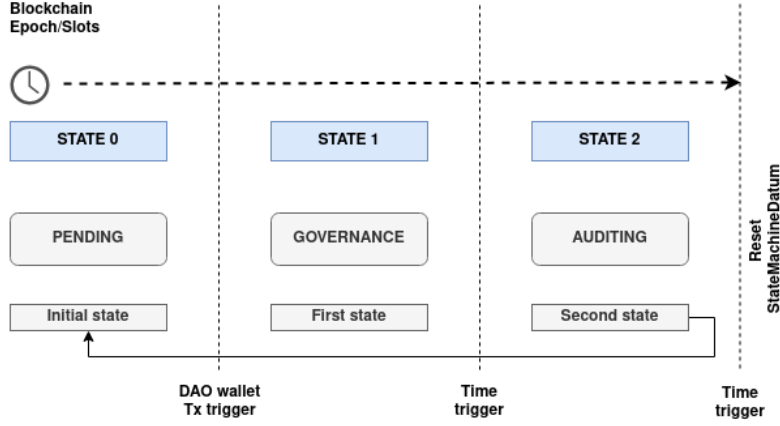 Blockchain
Epoch/Slots
STATE 0
STATE 1
STATE 2
PENDING
GOVERNANCE
AUDITING
Initial state
First state
Second state
Reset
StateMachineDatum
DAO wallet
Tx trigger
Time
trigger
Time
trigger